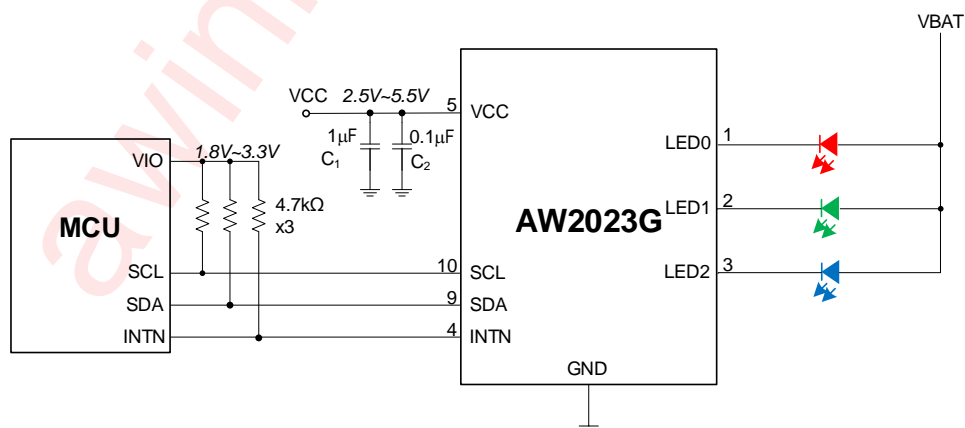 VBAT
VCC
2.5V~5.5V
5
VCC
1μF
C1
0.1μF
C2
LED0
1
VIO
1.8V~3.3V
4.7kΩ
x3
MCU
AW2023G
LED1
2
SCL
10
SCL
LED2
3
SDA
9
SDA
INTN
4
INTN
GND
awin